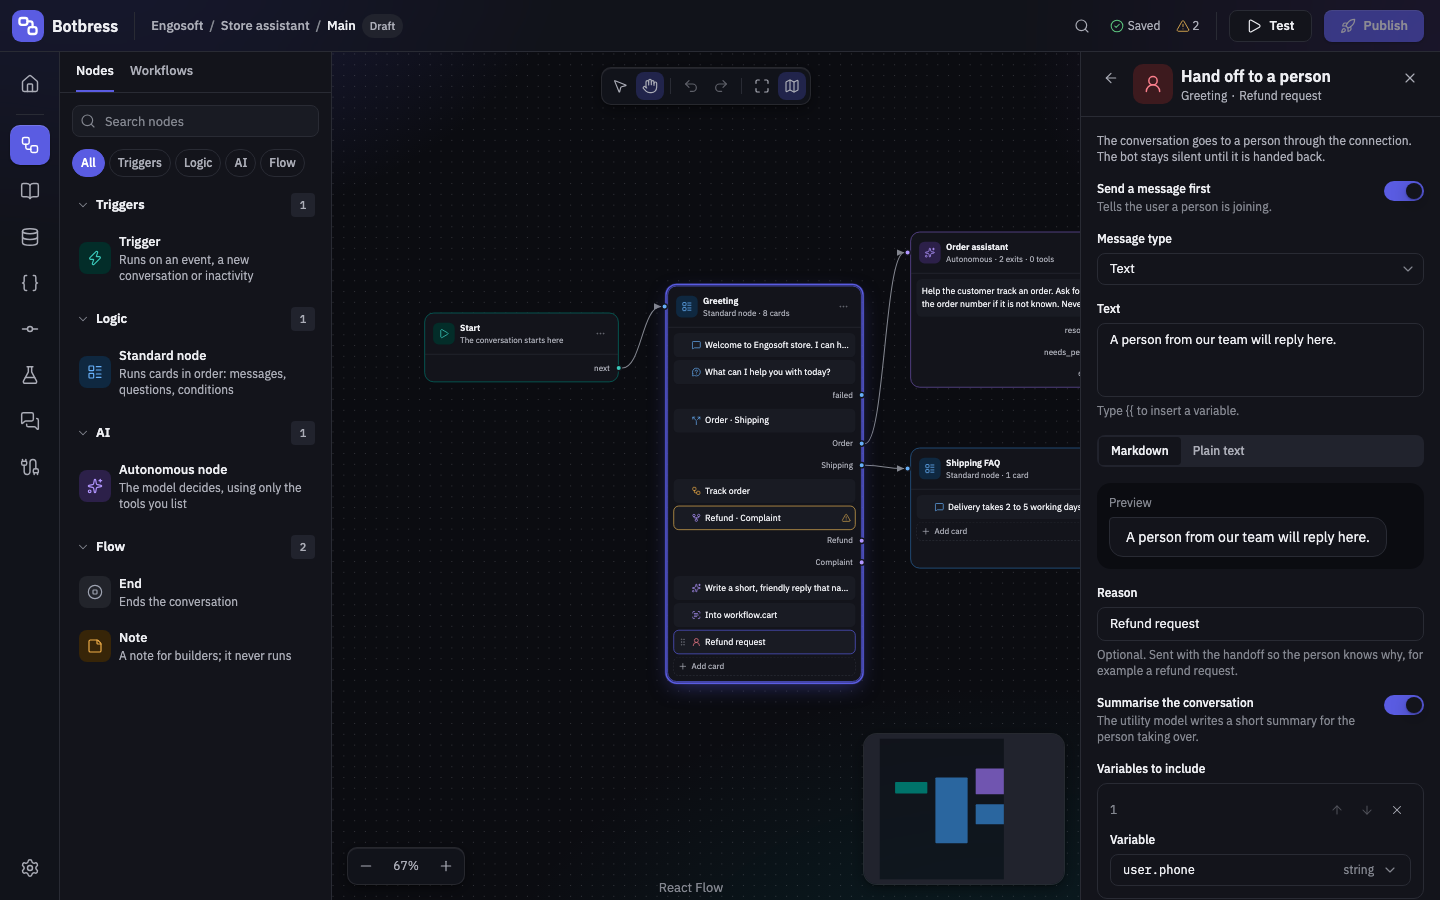 Botbress
Engosoft / Store assistant / Main Draft
Saved
2
Test
Publish
Nodes
Workflows
Search nodes
All
Triggers
Logic
AI
Flow
Triggers
1
Trigger
Runs on an event, a new
conversation or inactivity
Logic
1
Standard node
Runs cards in order: messages,
questions, conditions
AI
1
Autonomous node
The model decides, using only the
tools you list
Flow
2
End
Ends the conversation
Note
A note for builders; it never runs
Start
The conversation starts here
next
Greeting
Standard node · 8 cards
Welcome to Engosoft store. I can h...
What can I help you with today?
failed
Order · Shipping
Order
Shipping
Track order
Refund · Complaint
Refund
Complaint
Write a short, friendly reply that na...
Into workflow.cart
Refund request
Add card
Order assistant
Autonomous · 2 exits · 0 tools
Help the customer track an order. Ask fo
the order number if it is not known. Neve
reso
needs_pe
Shipping FAQ
Standard node · 1 card
Delivery takes 2 to 5 working days
Add card
67%
React Flow
Hand off to a person
Greeting · Refund request
The conversation goes to a person through the connection.
The bot stays silent until it is handed back.
Send a message first
Tells the user a person is joining.
Message type
Text
Text
A person from our team will reply here.
Type {{ to insert a variable.
Markdown
Plain text
Preview
A person from our team will reply here.
Reason
Refund request
Optional. Sent with the handoff so the person knows why, for
example a refund request.
Summarise the conversation
The utility model writes a short summary for the
person taking over.
Variables to include
1
Variable
user.phone
string